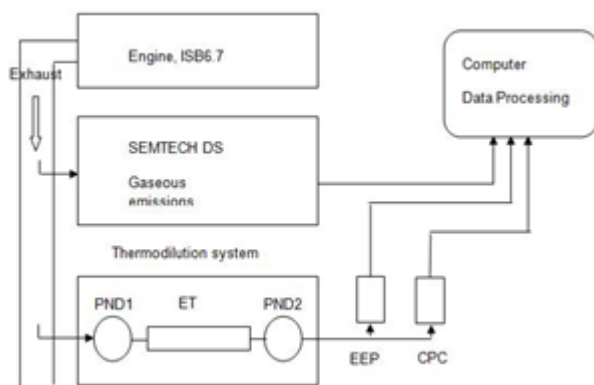 Engine, ISB6.7
Exhaust
Computer
Data Processing
SEMTECH DS
Gaseous
emissions
Thermodilution system
PND1
ET
PND2
EEP
CPC